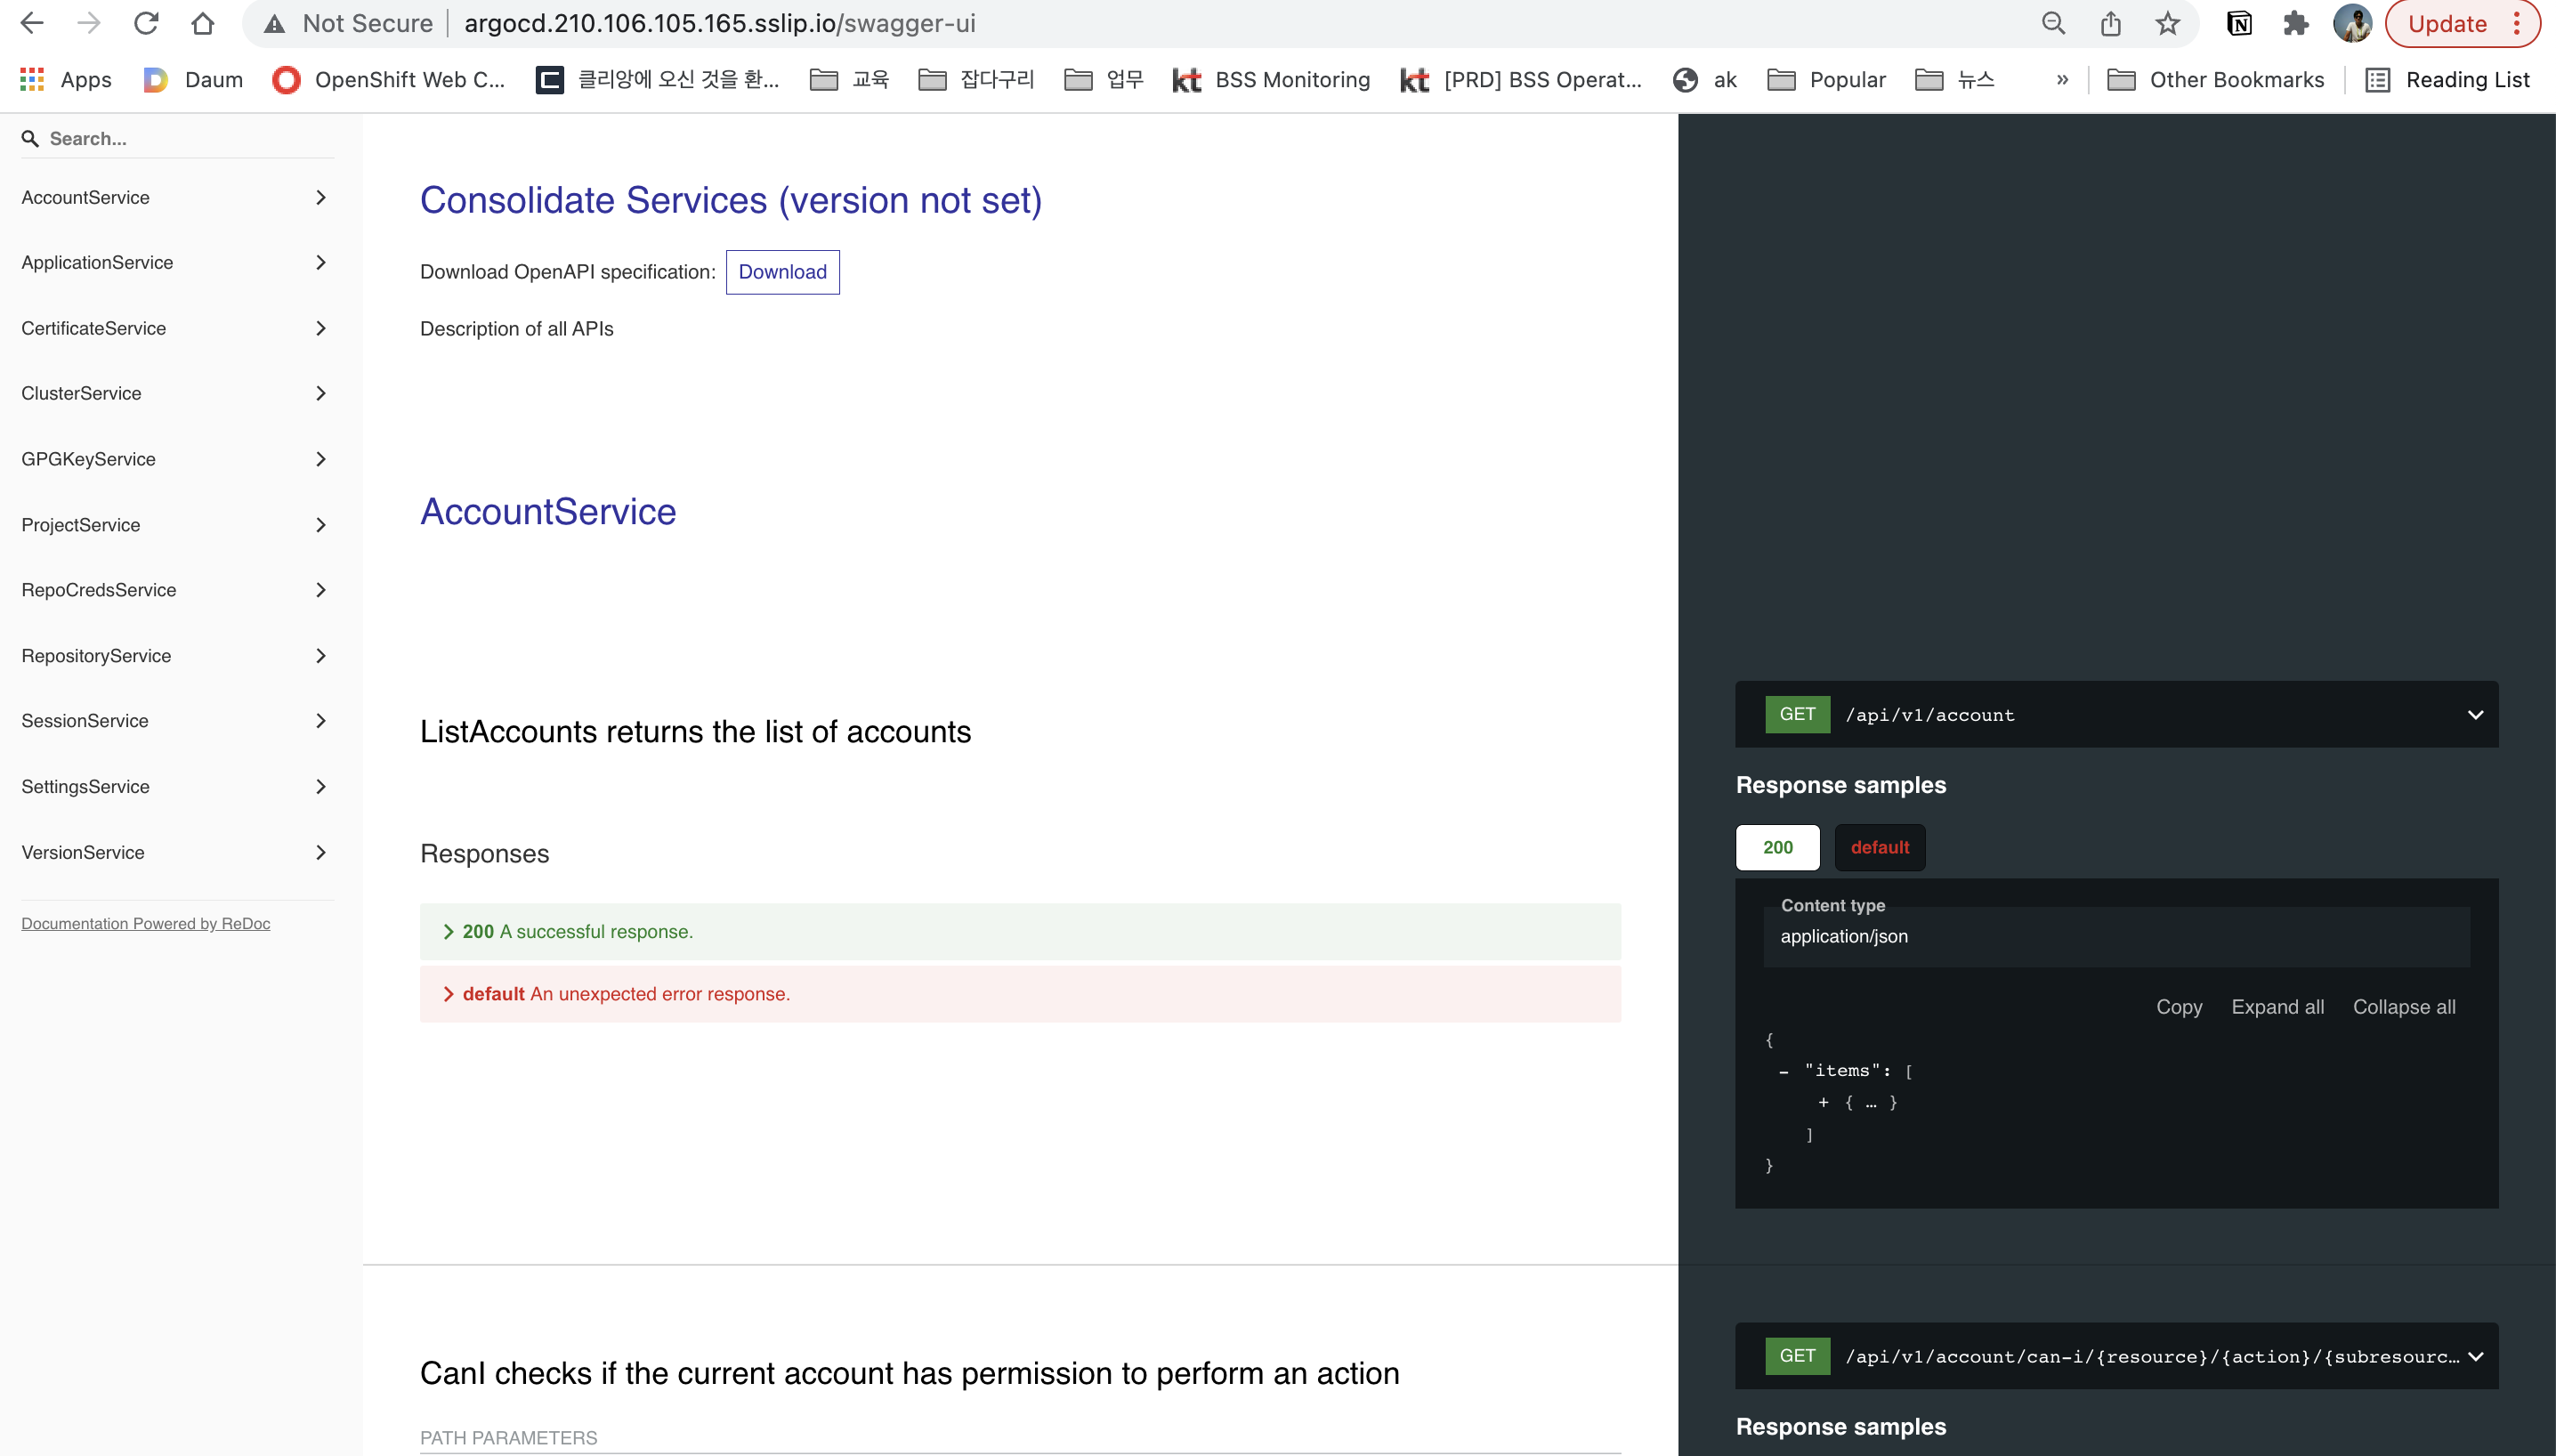 Not Secure argocd.210.106.105.165.sslip.io/swagger-ui Update
Apps Daum OpenShift Web C... 클리앙에 오신 것을 환... 교육 잡다구리 업무 kt BSS Monitoring kt [PRD] BSS Operat... ak Popular 뉴스 » Other Bookmarks Reading List
Search...
AccountService
ApplicationService
CertificateService
ClusterService
GPGKeyService
ProjectService
RepoCredsService
RepositoryService
SessionService
SettingsService
VersionService
Documentation Powered by ReDoc
Consolidate Services (version not set)
Download OpenAPI specification: Download
Description of all APIs
AccountService
ListAccounts returns the list of accounts
Responses
200 A successful response.
default An unexpected error response.
CanI checks if the current account has permission to perform an action
PATH PARAMETERS
GET /api/v1/account
Response samples
200 default
Content type
application/json
Copy Expand all Collapse all
{
- "items": [
+ { … }
]
}
GET /api/v1/account/can-i/{resource}/{action}/{subresourc…
Response samples